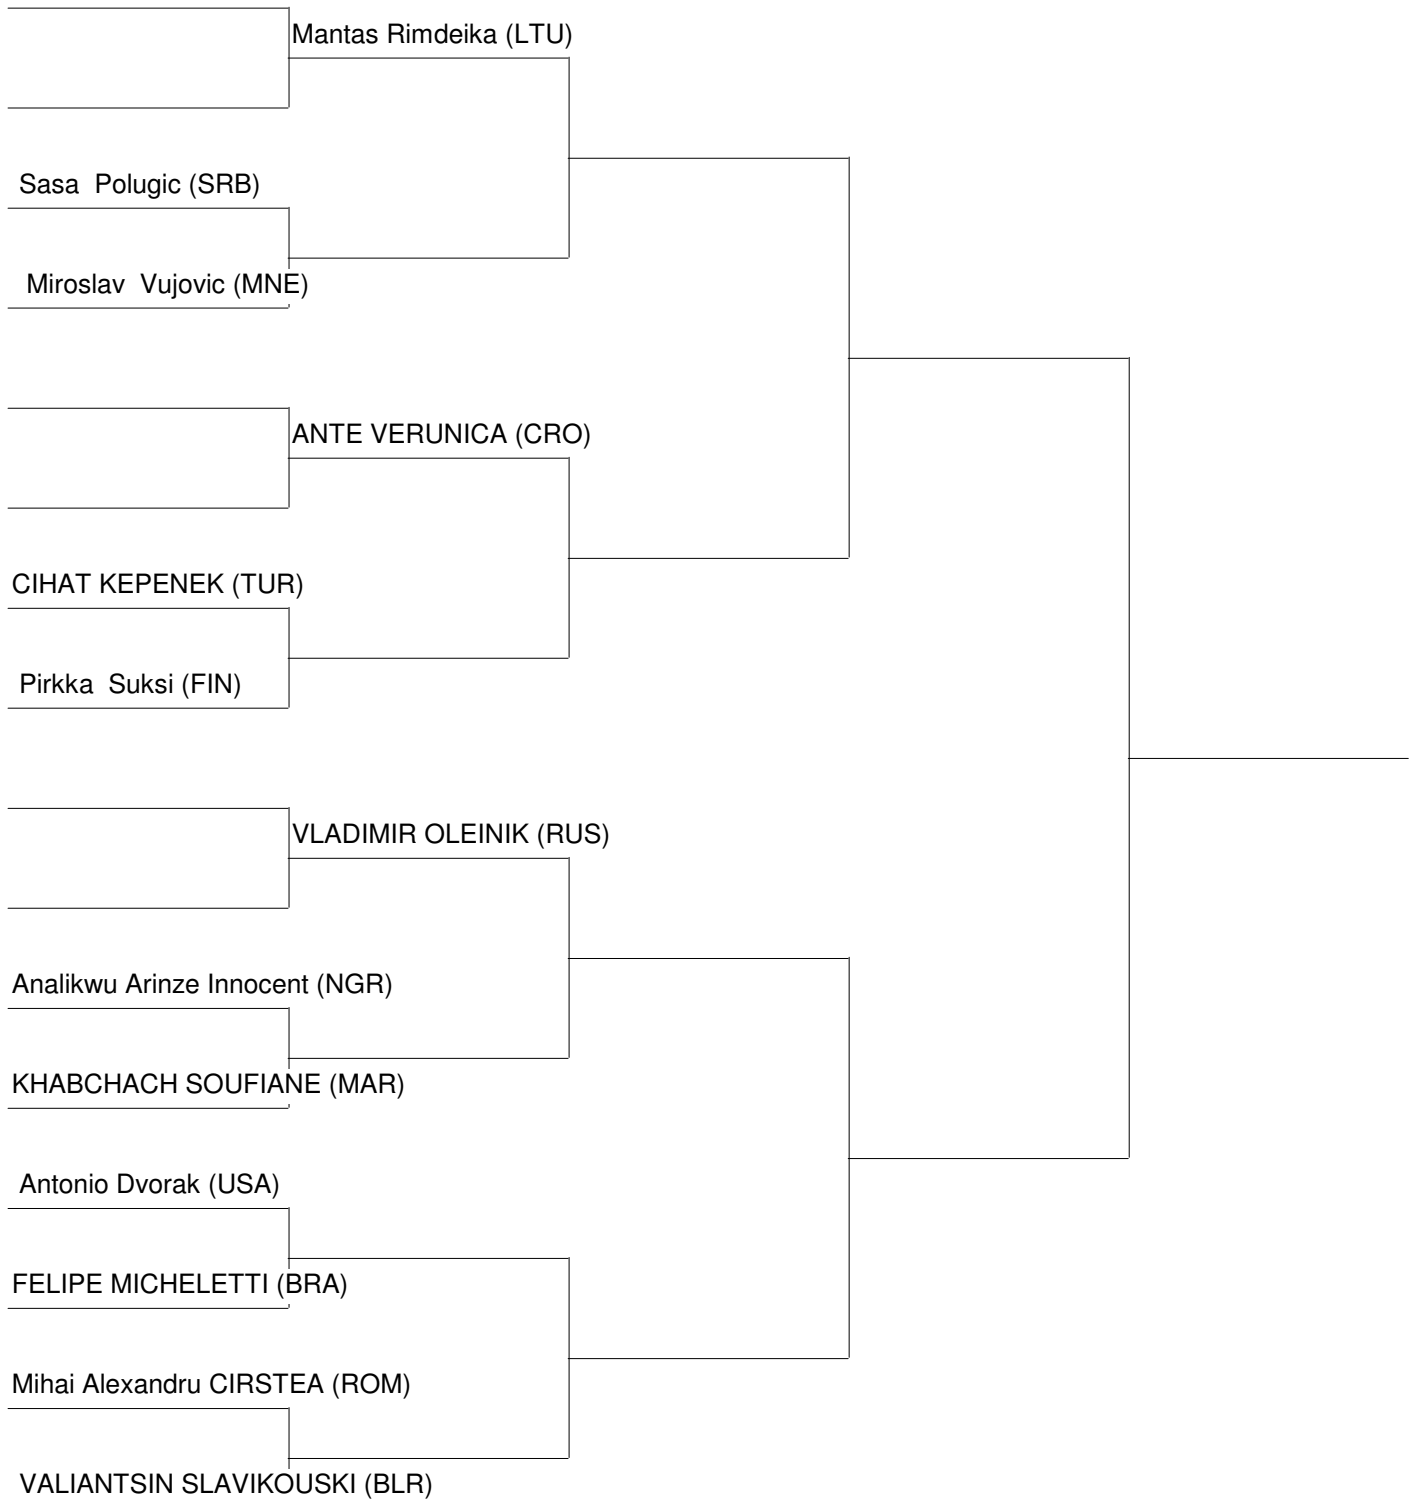 Mantas Rimdeika (LTU)
Sasa  Polugic (SRB)
Miroslav  Vujovic (MNE)
ANTE VERUNICA (CRO)
CIHAT KEPENEK (TUR)
Pirkka  Suksi (FIN)
VLADIMIR OLEINIK (RUS)
Analikwu Arinze Innocent (NGR)
KHABCHACH SOUFIANE (MAR)
Antonio Dvorak (USA)
FELIPE MICHELETTI (BRA)
Mihai Alexandru CIRSTEA (ROM)
VALIANTSIN SLAVIKOUSKI (BLR)